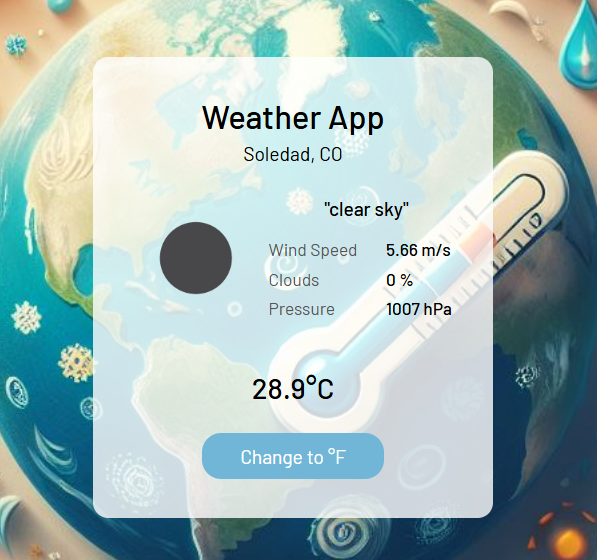 Weather App
Soledad, CO
"clear sky"
Wind Speed 5.66 m/s
Clouds 0 %
Pressure 1007 hPa
28.9°C
Change to °F